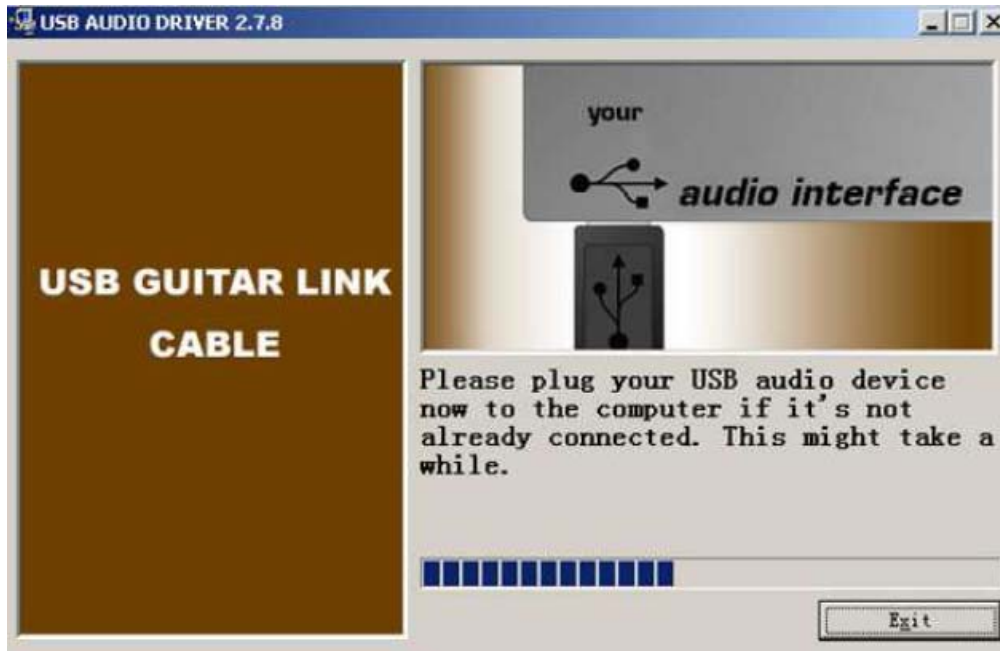 USB AUDIO DRIVER 2.7.8
USB GUITAR LINK
CABLE
your
audio interface
Please plug your USB audio device
now to the computer if it's not
already connected. This might take a
while.
Exit